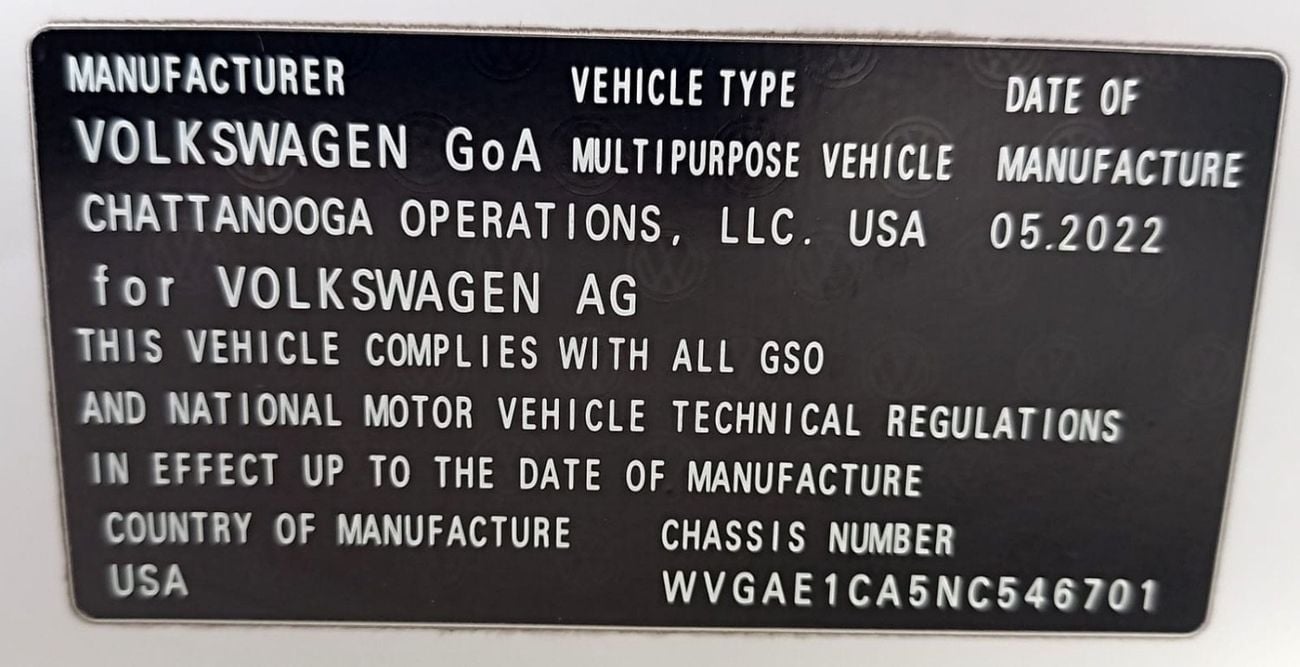 MANUFACTURER VEHICLE TYPE DATE OF
VOLKSWAGEN GoA MULTIPURPOSE VEHICLE MANUFACTURE
CHATTANOOGA OPERATIONS, LLC. USA 05.2022
for VOLKSWAGEN AG
THIS VEHICLE COMPLIES WITH ALL GSO
AND NATIONAL MOTOR VEHICLE TECHNICAL REGULATIONS
IN EFFECT UP TO THE DATE OF MANUFACTURE
COUNTRY OF MANUFACTURE CHASSIS NUMBER
USA WVGAE1CA5NC546701